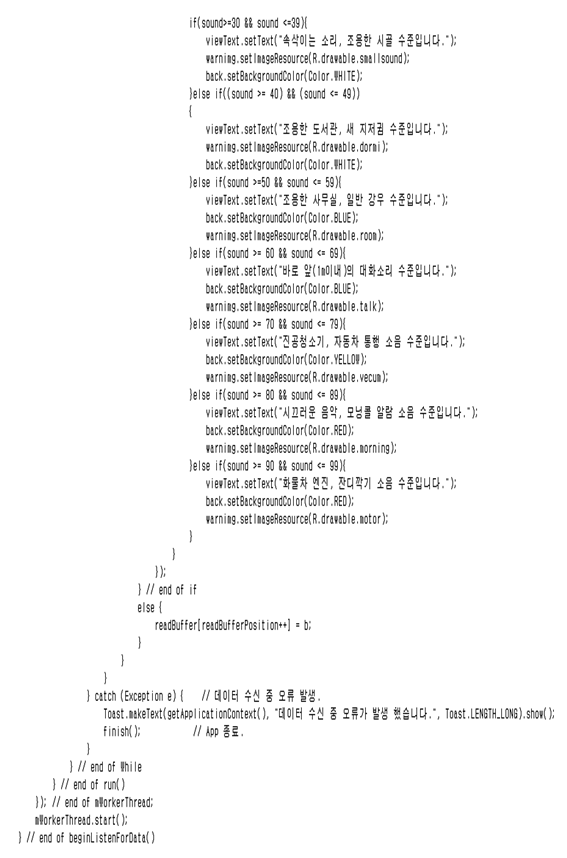 if(sound>=30 && sound <=39){
viewText.setText("속삭이는 소리, 조용한 시골 수준입니다.");
warning.setImageResource(R.drawable.smallsound);
back.setBackgroundColor(Color.WHITE);
}else if((sound >= 40) && (sound <= 49))
{
viewText.setText("조용한 도서관, 새 지저귐 수준입니다.");
warning.setImageResource(R.drawable.dormi);
back.setBackgroundColor(Color.WHITE);
}else if(sound >=50 && sound <= 59){
viewText.setText("조용한 사무실, 일반 강우 수준입니다.");
back.setBackgroundColor(Color.BLUE);
warning.setImageResource(R.drawable.room);
}else if(sound >= 60 && sound <= 69){
viewText.setText("바로 앞(1m이내)의 대화소리 수준입니다.");
back.setBackgroundColor(Color.BLUE);
warning.setImageResource(R.drawable.talk);
}else if(sound >= 70 && sound <= 79){
viewText.setText("진공청소기, 자동차 통행 소음 수준입니다.");
back.setBackgroundColor(Color.YELLOW);
warning.setImageResource(R.drawable.vecum);
}else if(sound >= 80 && sound <= 89){
viewText.setText("시끄러운 음악, 모닝콜 알람 소음 수준입니다.");
back.setBackgroundColor(Color.RED);
warning.setImageResource(R.drawable.morning);
}else if(sound >= 90 && sound <= 99){
viewText.setText("화물차 엔진, 잔디깍기 소음 수준입니다.");
back.setBackgroundColor(Color.RED);
warning.setImageResource(R.drawable.motor);
}
}
});
} // end of if
else {
readBuffer[readBufferPosition++] = b;
}
}
}
} catch (Exception e) { // 데이터 수신 중 오류 발생.
Toast.makeText(getApplicationContext(), "데이터 수신 중 오류가 발생 했습니다.", Toast.LENGTH_LONG).show();
finish(); // App 종료.
}
} // end of While
} // end of run()
}); // end of mWorkerThread;
mWorkerThread.start();
} // end of beginListenForData()